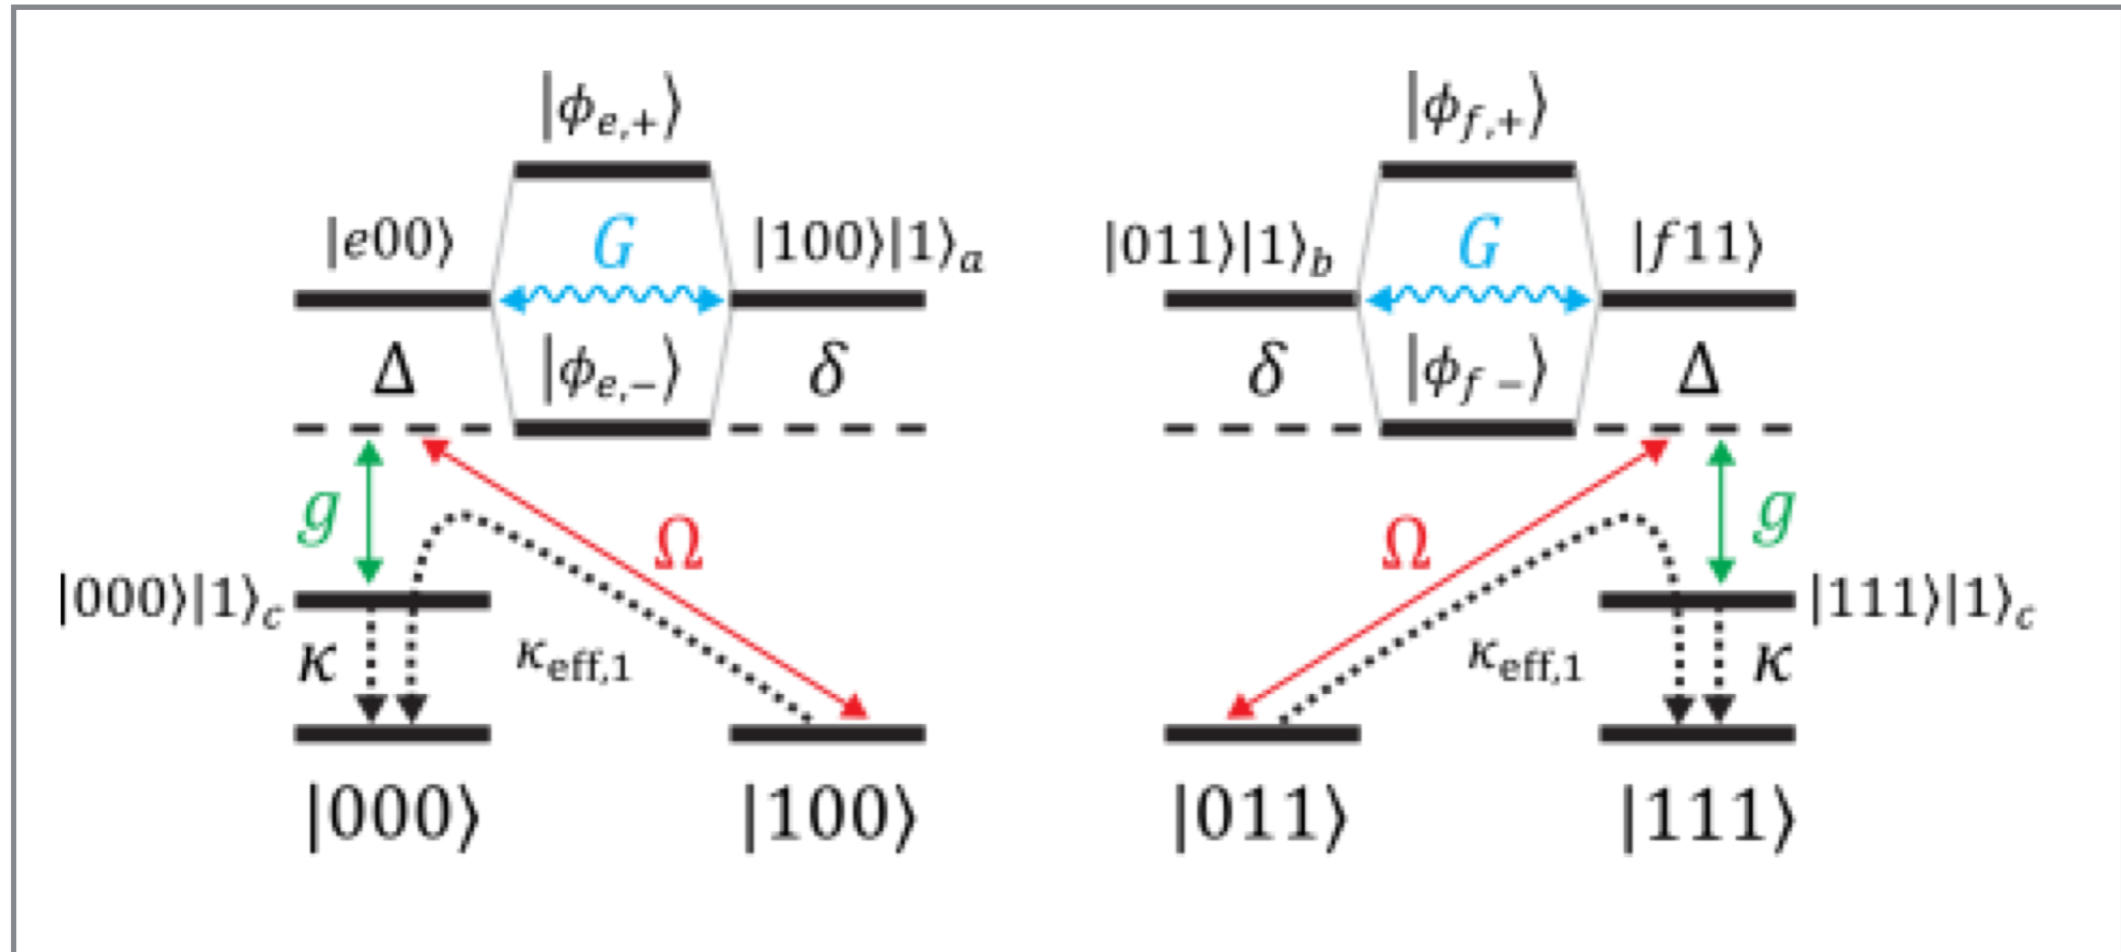 |ϕe,+⟩ |ϕf,+⟩
|e00⟩ G |100⟩|1⟩a |011⟩|1⟩b G |f11⟩
Δ |ϕe,−⟩ δ δ |ϕf −⟩ Δ
g Ω Ω g
|000⟩|1⟩c |111⟩|1⟩c
κ κeff,1 κeff,1 κ
|000⟩ |100⟩ |011⟩ |111⟩